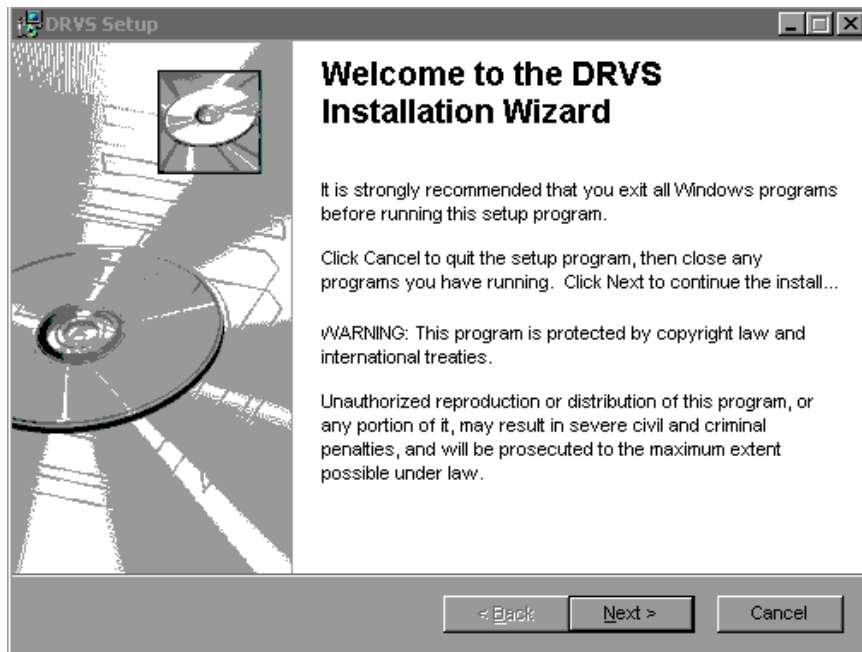 DRVS Setup
Welcome to the DRVS
Installation Wizard
It is strongly recommended that you exit all Windows programs
before running this setup program.
Click Cancel to quit the setup program, then close any
programs you have running.  Click Next to continue the install...
WARNING: This program is protected by copyright law and
international treaties.
Unauthorized reproduction or distribution of this program, or
any portion of it, may result in severe civil and criminal
penalties, and will be prosecuted to the maximum extent
possible under law.
< Back Next > Cancel